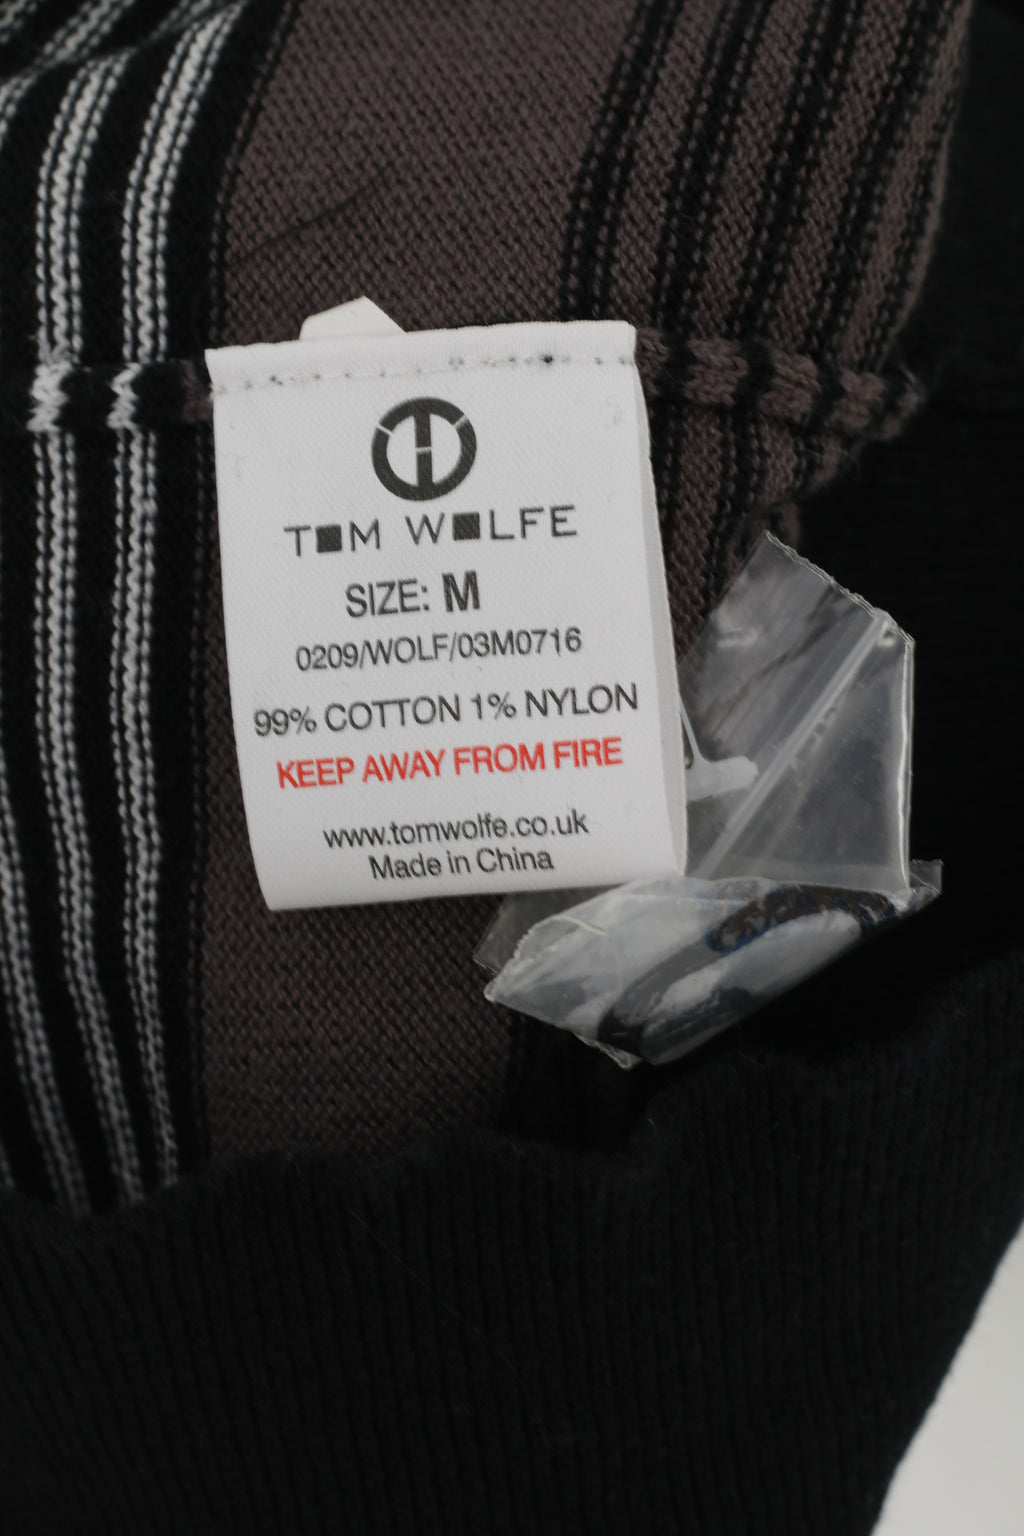 TOM WOLFE
SIZE: M
0209/WOLF/03M0716
99% COTTON 1% NYLON
KEEP AWAY FROM FIRE
www.tomwolfe.co.uk
Made in China